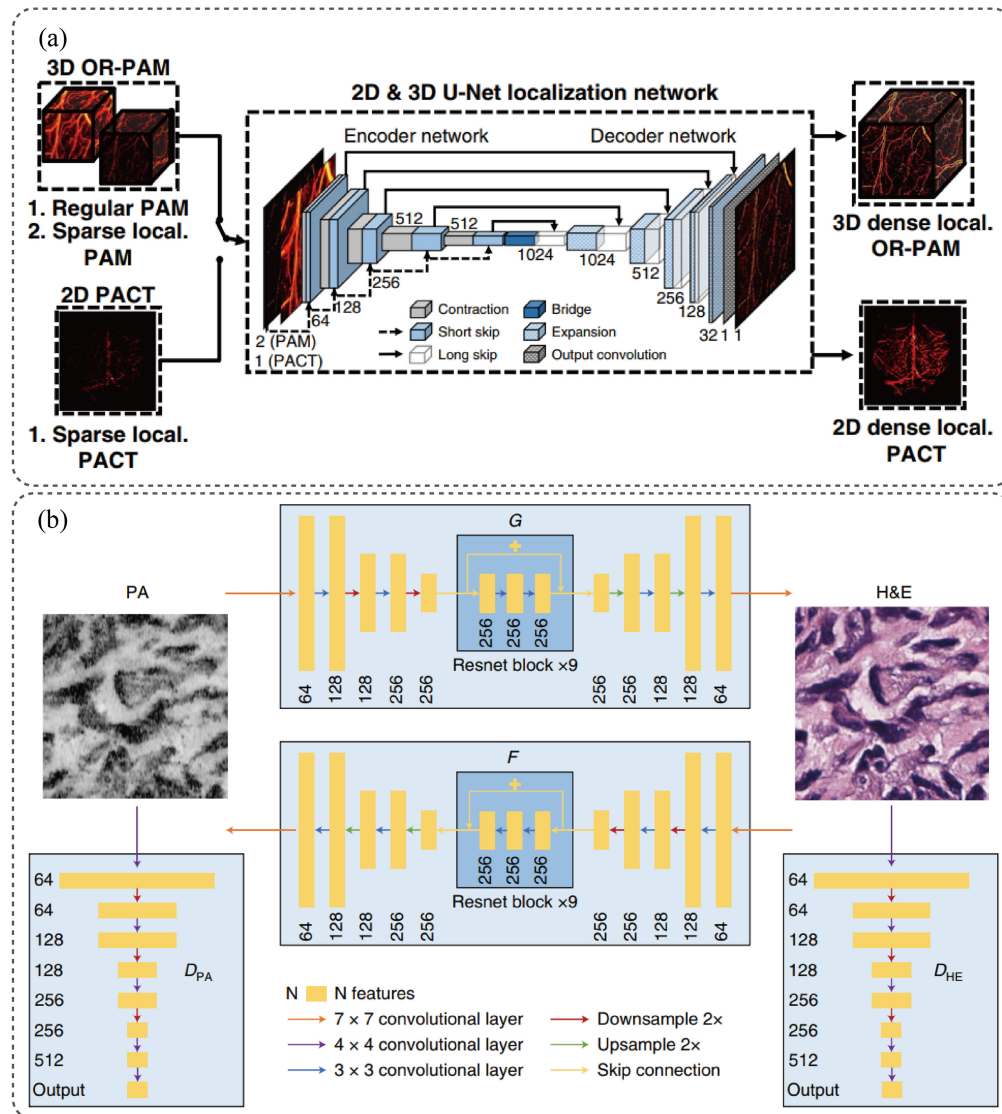 (a)
3D OR-PAM
1. Regular PAM
2. Sparse local.
PAM
2D PACT
1. Sparse local.
PACT
2D & 3D U-Net localization network
Encoder network
Decoder network
512
512
1024
1024
512
256
256
128
128
64
32
1
1
2 (PAM)
1 (PACT)
Contraction
Bridge
Short skip
Expansion
Long skip
Output convolution
3D dense local.
OR-PAM
2D dense local.
PACT
(b)
PA
H&E
G
+
256
256
256
Resnet block ×9
64
128
128
256
256
256
256
128
128
64
F
+
256
256
256
Resnet block ×9
64
128
128
256
256
256
256
128
128
64
64
64
128
128
256
256
512
Output
D_PA
64
64
128
128
256
256
512
Output
D_HE
N N features
7 × 7 convolutional layer
4 × 4 convolutional layer
3 × 3 convolutional layer
Downsample 2×
Upsample 2×
Skip connection